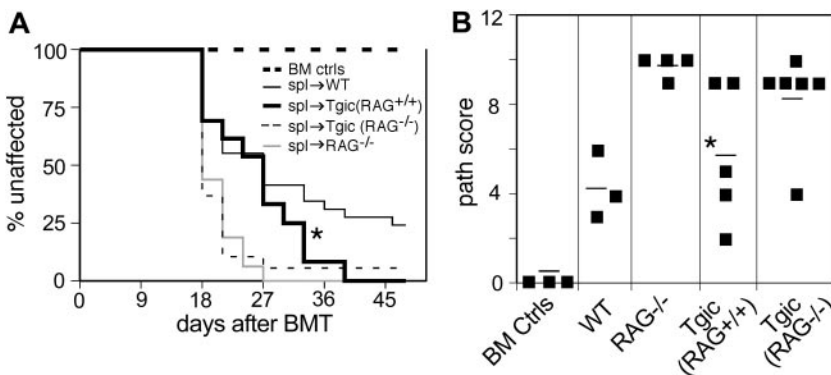 A
100
75
50
25
0
% unaffected
0 9 18 27 36 45
days after BMT
BM ctrls
spl→WT
spl→Tgic(RAG+/+)
spl→Tgic (RAG-/-)
spl→RAG-/-
*
B
12
8
4
0
path score
*
BM Ctrls
WT
RAG-/-
Tgic
(RAG+/+)
Tgic
(RAG-/-)